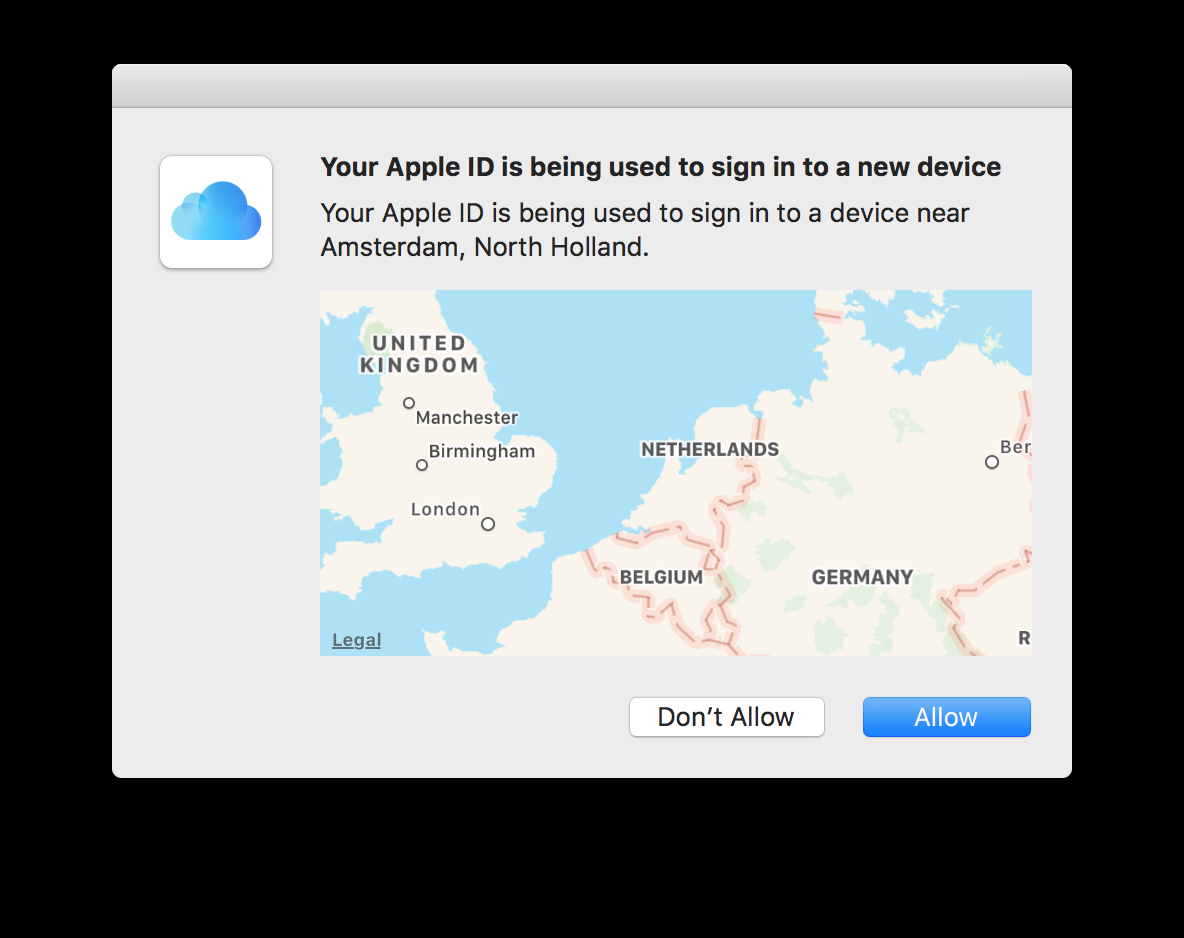 Your Apple ID is being used to sign in to a new device
Your Apple ID is being used to sign in to a device near
Amsterdam, North Holland.
UNITED
KINGDOM
Manchester
Birmingham
NETHERLANDS
Ber
London
BELGIUM
GERMANY
Legal
R
Don’t Allow
Allow